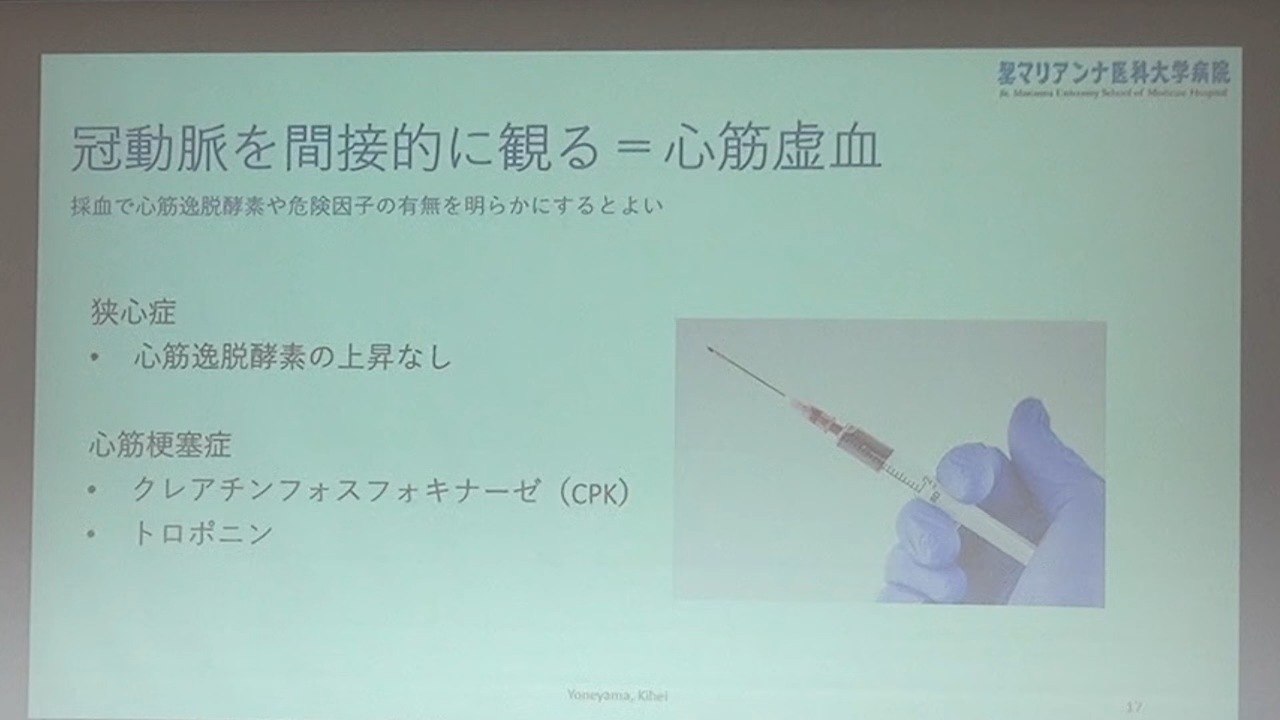 聖マリアンナ医科大学病院
St. Marianna University School of Medicine Hospital
冠動脈を間接的に観る＝心筋虚血
採血で心筋逸脱酵素や危険因子の有無を明らかにするとよい
狭心症
• 心筋逸脱酵素の上昇なし
心筋梗塞症
• クレアチンフォスフォキナーゼ（CPK）
• トロポニン
Yoneyama, Kihei
17